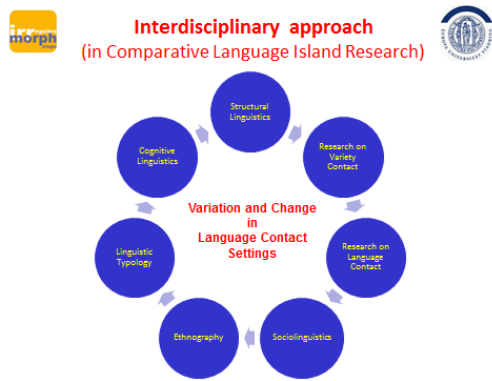 Interdisciplinary approach
(in Comparative Language Island Research)
morph
Structural
Linguistics
Research on
Variety
Contact
Research on
Language
Contact
Sociolinguistics
Ethnography
Linguistic
Typology
Cognitive
Linguistics
Variation and Change
in
Language Contact
Settings